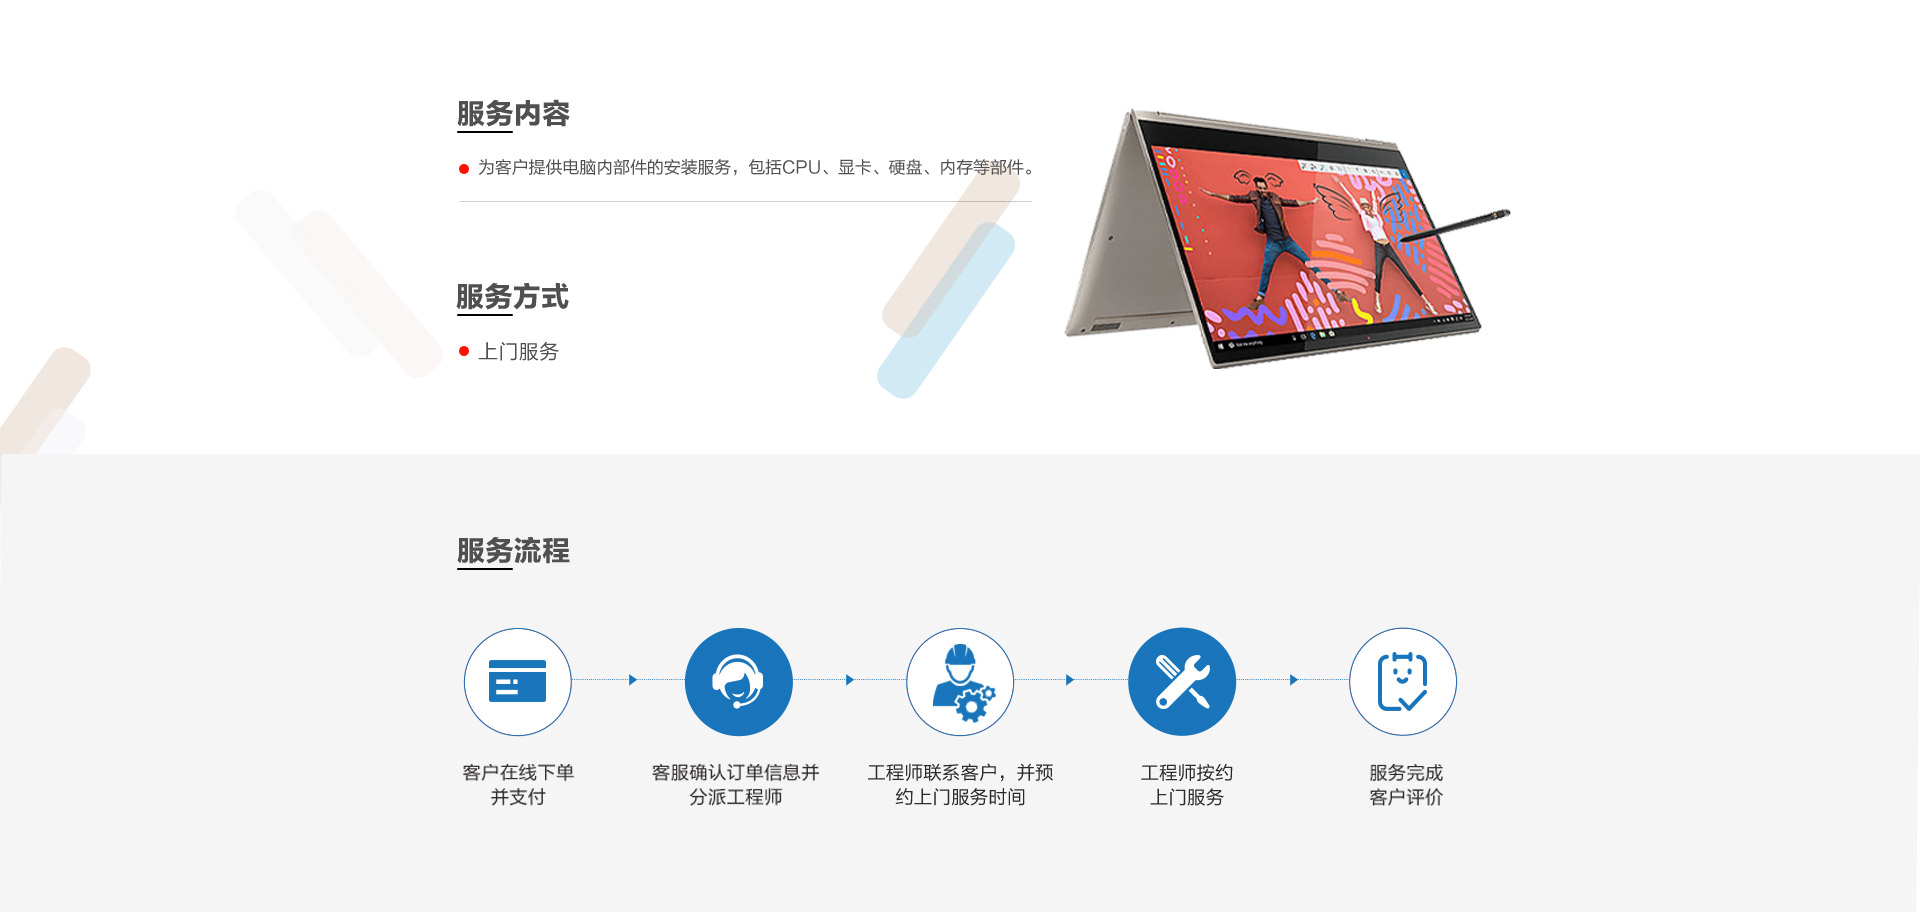 服务内容
为客户提供电脑内部件的安装服务，包括CPU、显卡、硬盘、内存等部件。
服务方式
上门服务
服务流程
客户在线下单
并支付
客服确认订单信息并
分派工程师
工程师联系客户，并预
约上门服务时间
工程师按约
上门服务
服务完成
客户评价